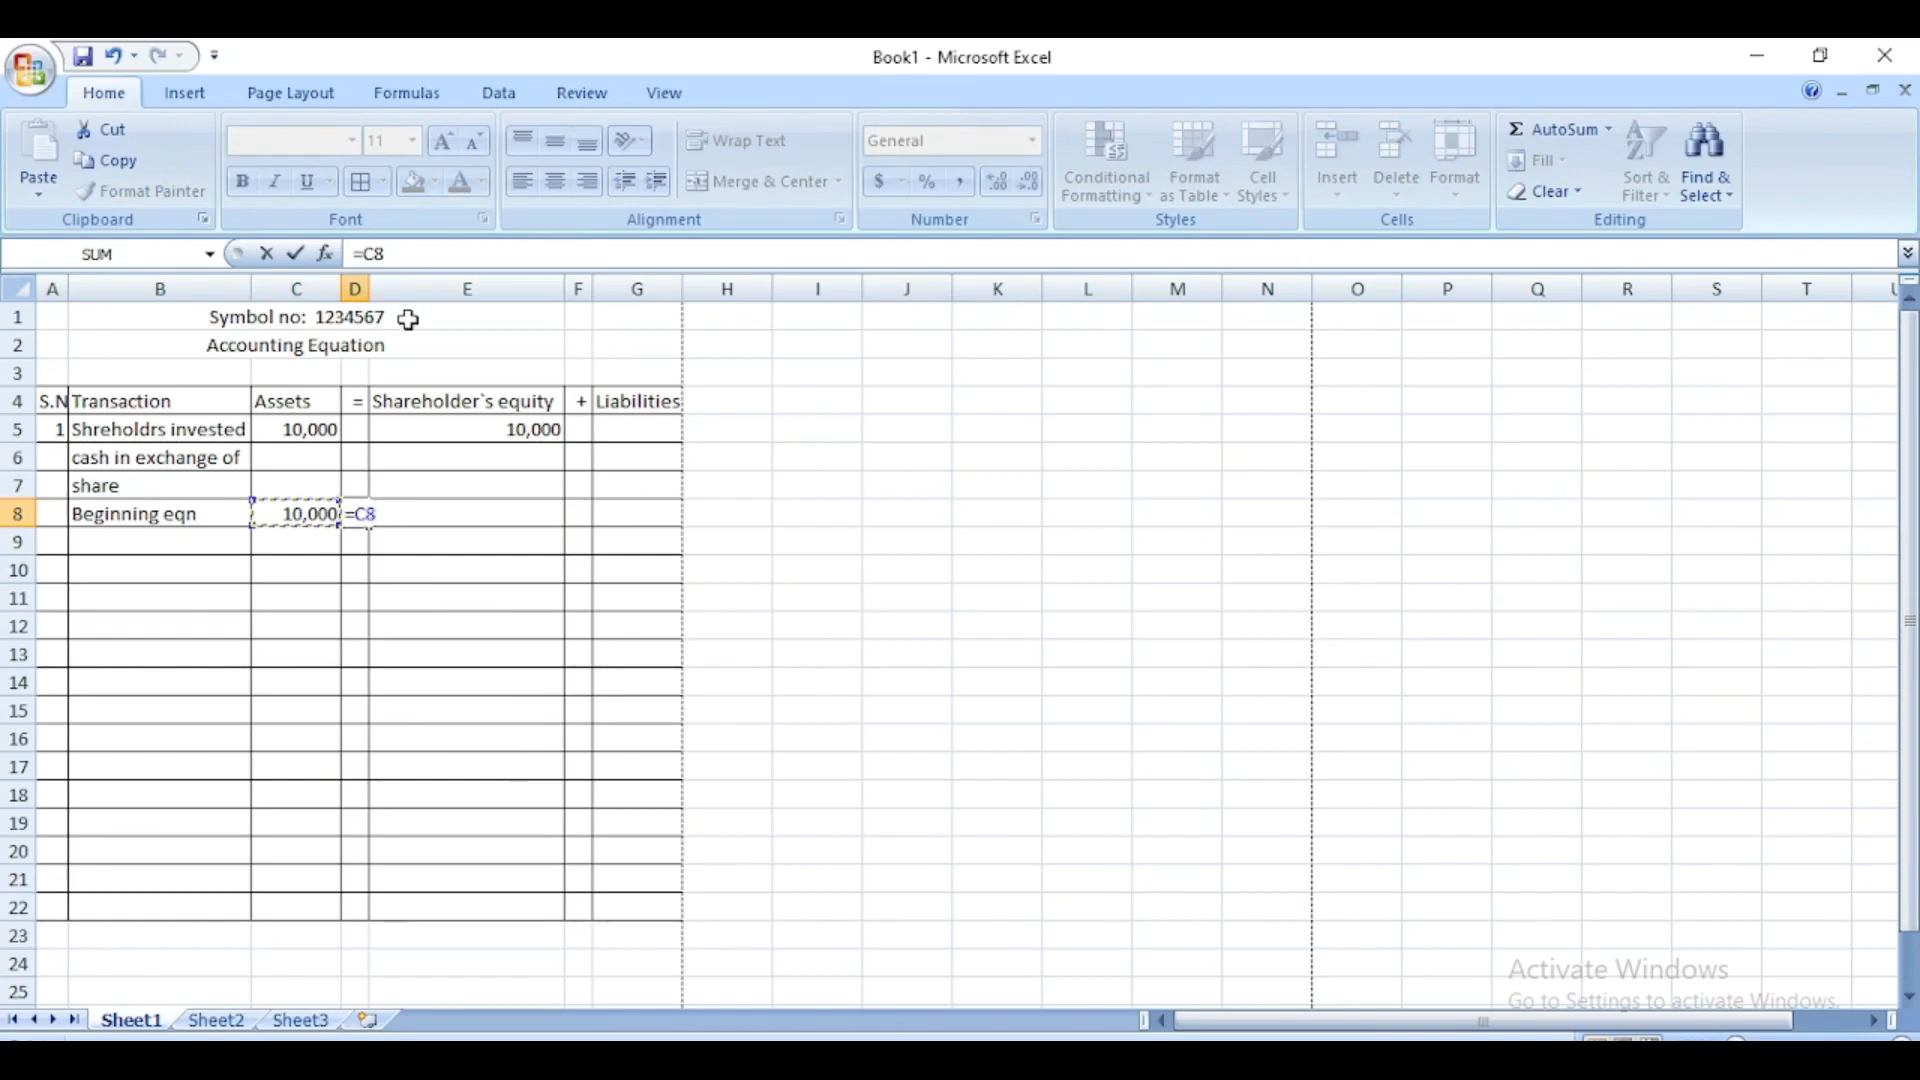 Book1 - Microsoft Excel
Home Insert Page Layout Formulas Data Review View
Paste
Cut
Copy
Format Painter
Clipboard
11
A A
B I U A
Font
Wrap Text
Merge & Center
Alignment
General
$ % ,
.00 .0
Number
Conditional Formatting
Format as Table
Cell Styles
Styles
Insert Delete Format
Cells
Σ AutoSum
Fill
Clear
Sort & Filter
Find & Select
Editing
SUM fx =C8
A B C D E F G H I J K L M N O P Q R S T U
1 Symbol no: 1234567
2 Accounting Equation
3
4 S.N Transaction Assets = Shareholder`s equity + Liabilities
5 1 Shreholdrs invested 10,000 10,000
6 cash in exchange of
7 share
8 Beginning eqn 10,000 =C8
9
10
11
12
13
14
15
16
17
18
19
20
21
22
23
24
25
Activate Windows
Go to Settings to activate Windows.
Sheet1 Sheet2 Sheet3